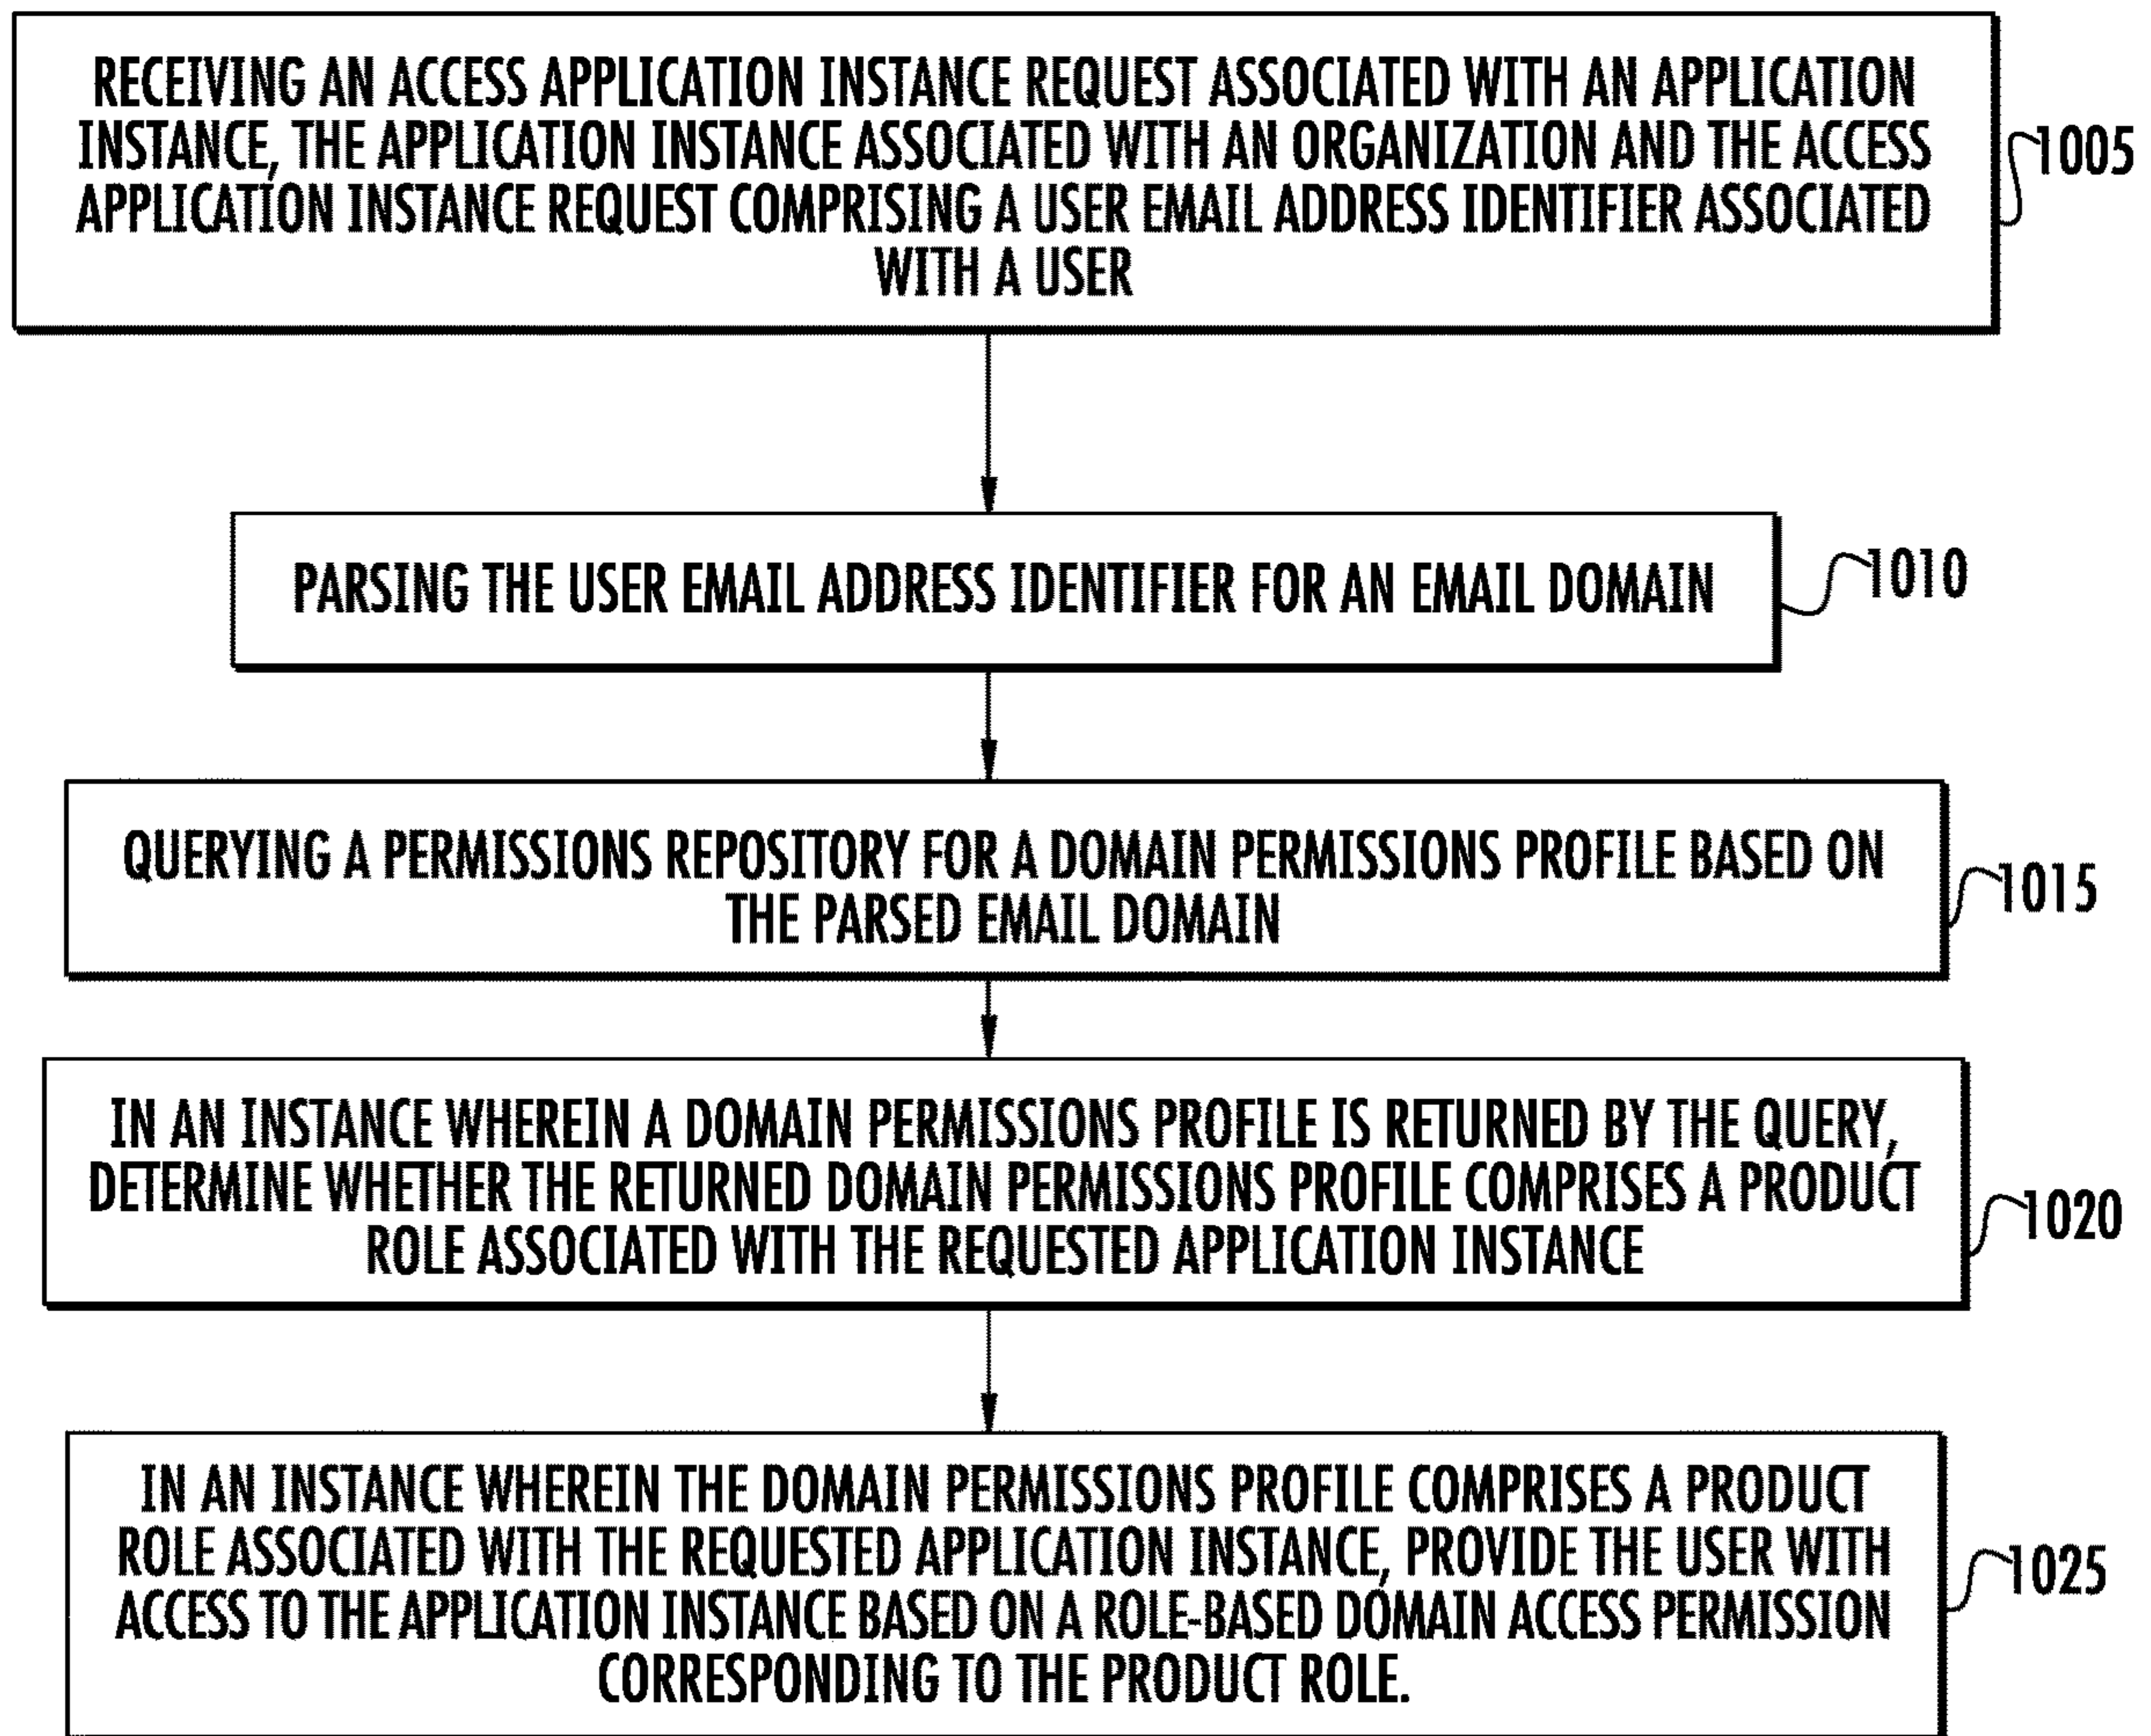 RECEIVING AN ACCESS APPLICATION INSTANCE REQUEST ASSOCIATED WITH AN APPLICATION
INSTANCE, THE APPLICATION INSTANCE ASSOCIATED WITH AN ORGANIZATION AND THE ACCESS
APPLICATION INSTANCE REQUEST COMPRISING A USER EMAIL ADDRESS IDENTIFIER ASSOCIATED
WITH A USER
1005
PARSING THE USER EMAIL ADDRESS IDENTIFIER FOR AN EMAIL DOMAIN
1010
QUERYING A PERMISSIONS REPOSITORY FOR A DOMAIN PERMISSIONS PROFILE BASED ON
THE PARSED EMAIL DOMAIN
1015
IN AN INSTANCE WHEREIN A DOMAIN PERMISSIONS PROFILE IS RETURNED BY THE QUERY,
DETERMINE WHETHER THE RETURNED DOMAIN PERMISSIONS PROFILE COMPRISES A PRODUCT
ROLE ASSOCIATED WITH THE REQUESTED APPLICATION INSTANCE
1020
IN AN INSTANCE WHEREIN THE DOMAIN PERMISSIONS PROFILE COMPRISES A PRODUCT
ROLE ASSOCIATED WITH THE REQUESTED APPLICATION INSTANCE, PROVIDE THE USER WITH
ACCESS TO THE APPLICATION INSTANCE BASED ON A ROLE-BASED DOMAIN ACCESS PERMISSION
CORRESPONDING TO THE PRODUCT ROLE.
1025